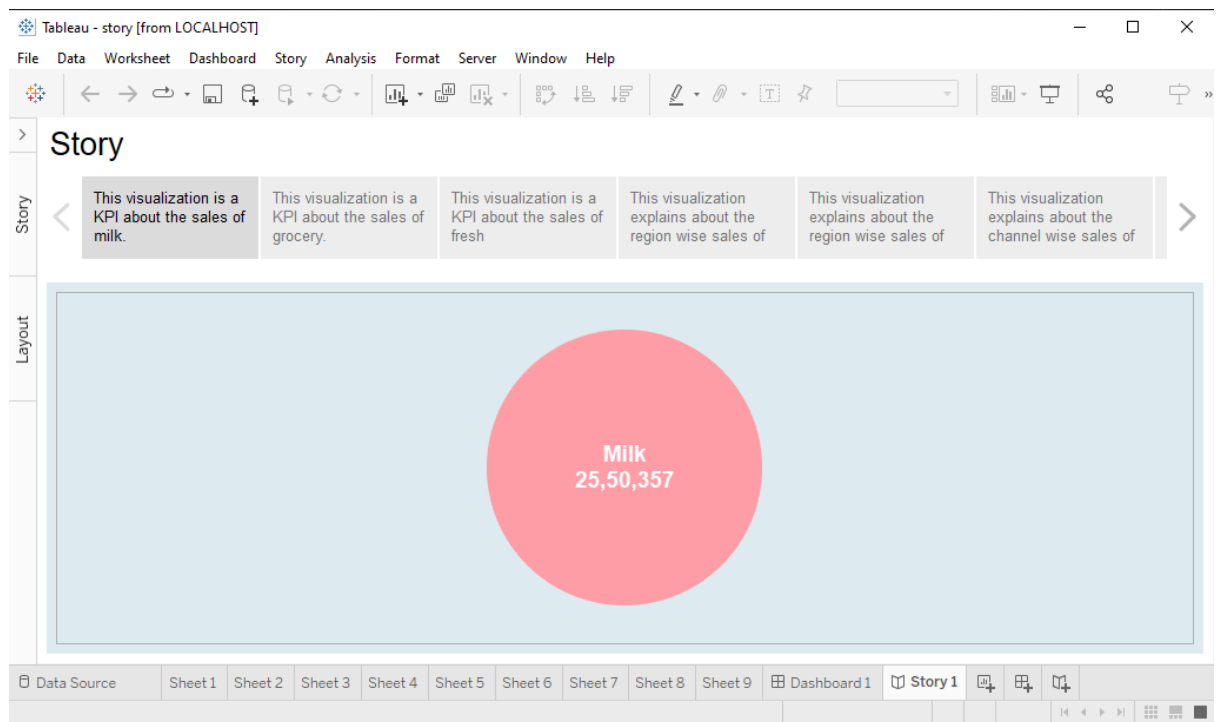 Tableau - story [from LOCALHOST]
File Data Worksheet Dashboard Story Analysis Format Server Window Help
Story
Story
Layout
This visualization is a
KPI about the sales of
milk.
This visualization is a
KPI about the sales of
grocery.
This visualization is a
KPI about the sales of
fresh
This visualization
explains about the
region wise sales of
This visualization
explains about the
region wise sales of
This visualization
explains about the
channel wise sales of
Milk
25,50,357
Data Source Sheet 1 Sheet 2 Sheet 3 Sheet 4 Sheet 5 Sheet 6 Sheet 7 Sheet 8 Sheet 9 Dashboard 1 Story 1